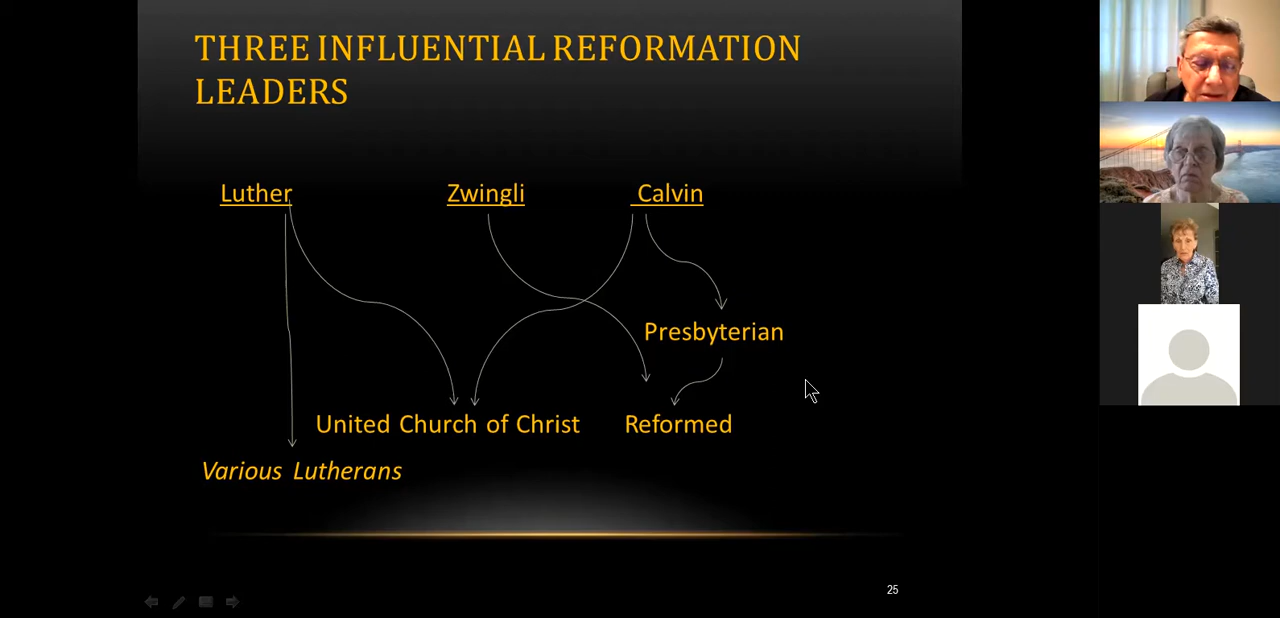 THREE INFLUENTIAL REFORMATION
LEADERS
Luther Zwingli Calvin
Presbyterian
United Church of Christ Reformed
Various Lutherans
25